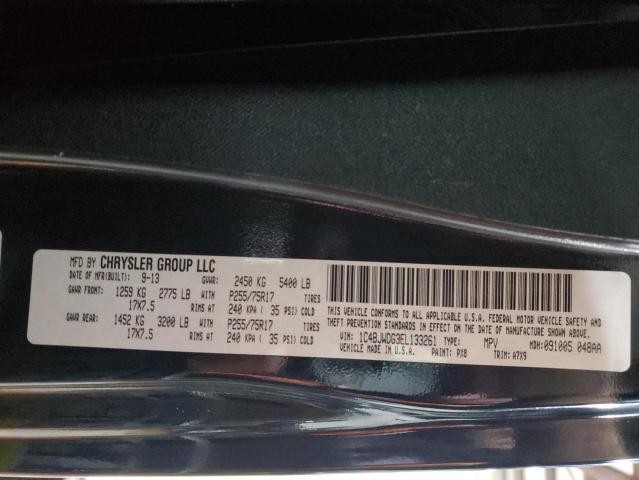 MFD BY CHRYSLER GROUP LLC
DATE OF MFR(BUILT): 9-13 GVWR: 2450 KG 5400 LB
GAWR FRONT: 1259 KG 2775 LB WITH P255/75R17 TIRES
17X7.5 RIMS AT 240 KPA ( 35 PSI) COLD
GAWR REAR: 1452 KG 3200 LB WITH P255/75R17 TIRES
17X7.5 RIMS AT 240 KPA ( 35 PSI) COLD
THIS VEHICLE CONFORMS TO ALL APPLICABLE U.S.A. FEDERAL MOTOR VEHICLE SAFETY AND
THEFT PREVENTION STANDARDS IN EFFECT ON THE DATE OF MANUFACTURE SHOWN ABOVE.
VIN: 1C4BJWDG3EL133261 TYPE: MPV MDH: 091005 048AA
VEHICLE MADE IN U.S.A. PAINT: PX8 TRIM: A7X9